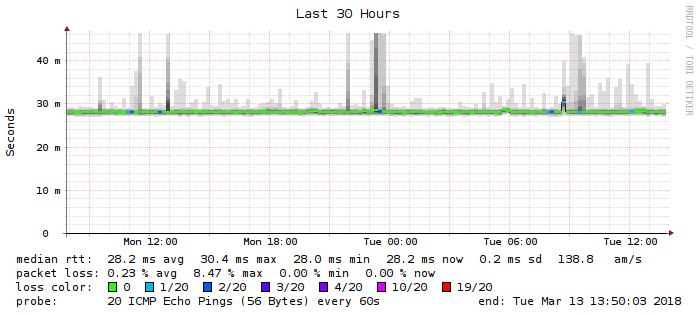 Last 30 Hours
RRDTOOL / TOBI OETIKER
Seconds
40 m
30 m
20 m
10 m
0
Mon 12:00 Mon 18:00 Tue 00:00 Tue 06:00 Tue 12:00
median rtt: 28.2 ms avg 30.4 ms max 28.0 ms min 28.2 ms now 0.2 ms sd 138.8 am/s
packet loss: 0.23 % avg 8.47 % max 0.00 % min 0.00 % now
loss color: 0 1/20 2/20 3/20 4/20 10/20 19/20
probe: 20 ICMP Echo Pings (56 Bytes) every 60s end: Tue Mar 13 13:50:03 2018